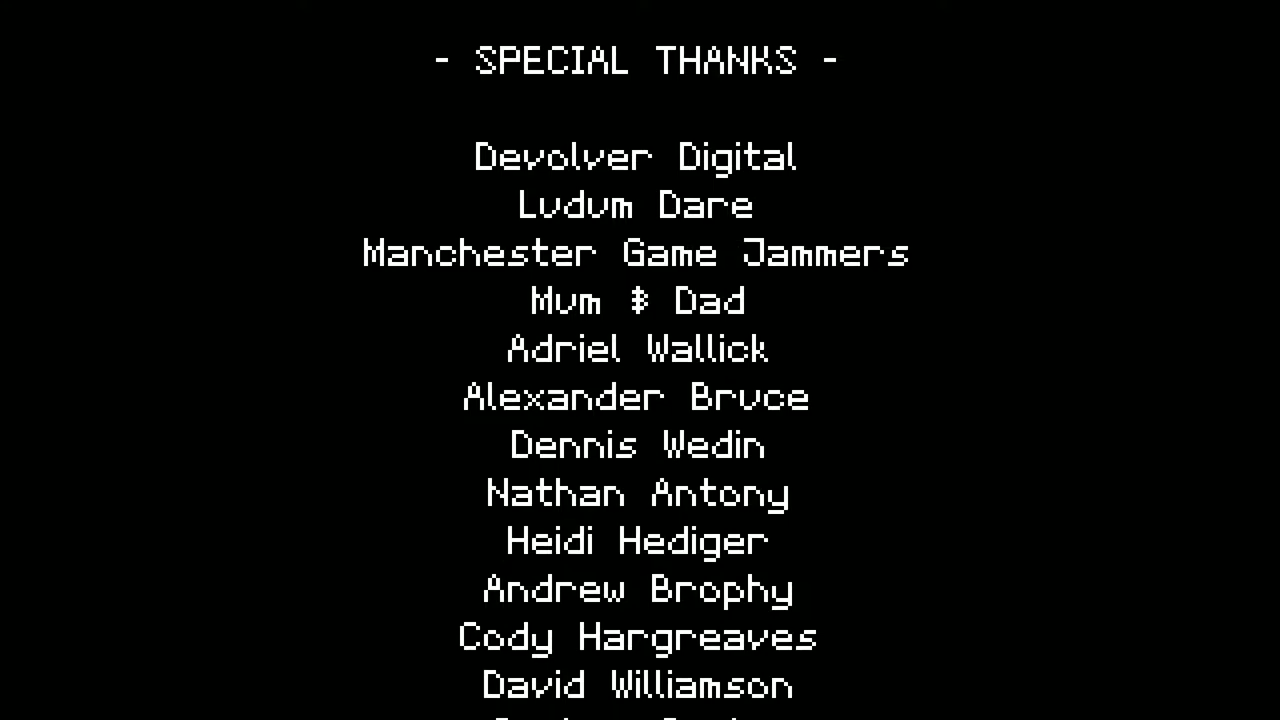 - SPECIAL THANKS -
Devolver Digital
Ludum Dare
Manchester Game Jammers
Mum & Dad
Adriel Wallick
Alexander Bruce
Dennis Wedin
Nathan Antony
Heidi Hediger
Andrew Brophy
Cody Hargreaves
David Williamson